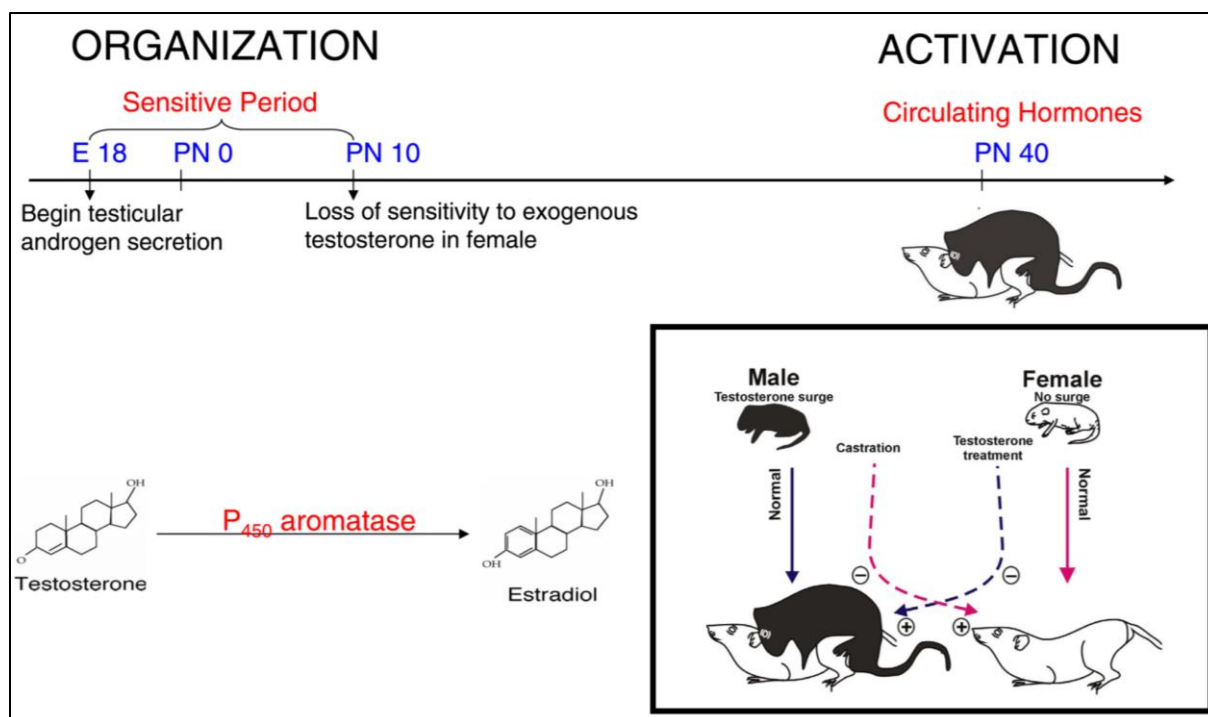 ORGANIZATION
ACTIVATION
Sensitive Period
Circulating Hormones
E 18
PN 0
PN 10
PN 40
Begin testicular
androgen secretion
Loss of sensitivity to exogenous
testosterone in female
Male
Testosterone surge
Female
No surge
Castration
Testosterone
treatment
Normal
Normal
OH
O
Testosterone
P450 aromatase
OH
OH
Estradiol
−
−
+
+